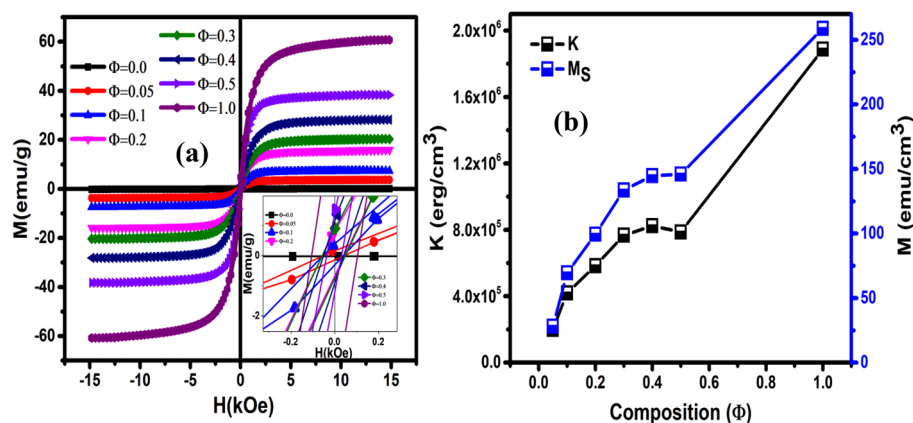 60
40
20
0
-20
-40
-60
M(emu/g)
-15
-10
-5
0
5
10
15
H(kOe)
Φ=0.0
Φ=0.05
Φ=0.1
Φ=0.2
Φ=0.3
Φ=0.4
Φ=0.5
Φ=1.0
(a)
Φ=0.0
Φ=0.05
Φ=0.1
Φ=0.2
Φ=0.3
Φ=0.4
Φ=0.5
Φ=1.0
0
-2
M(emu/g)
-0.2
0.0
0.2
H(kOe)
2.0x10⁶
1.6x10⁶
1.2x10⁶
8.0x10⁵
4.0x10⁵
0.0
K (erg/cm³)
K
M_S
(b)
0.0
0.2
0.4
0.6
0.8
1.0
Composition (Φ)
250
200
150
100
50
0
M (emu/cm³)